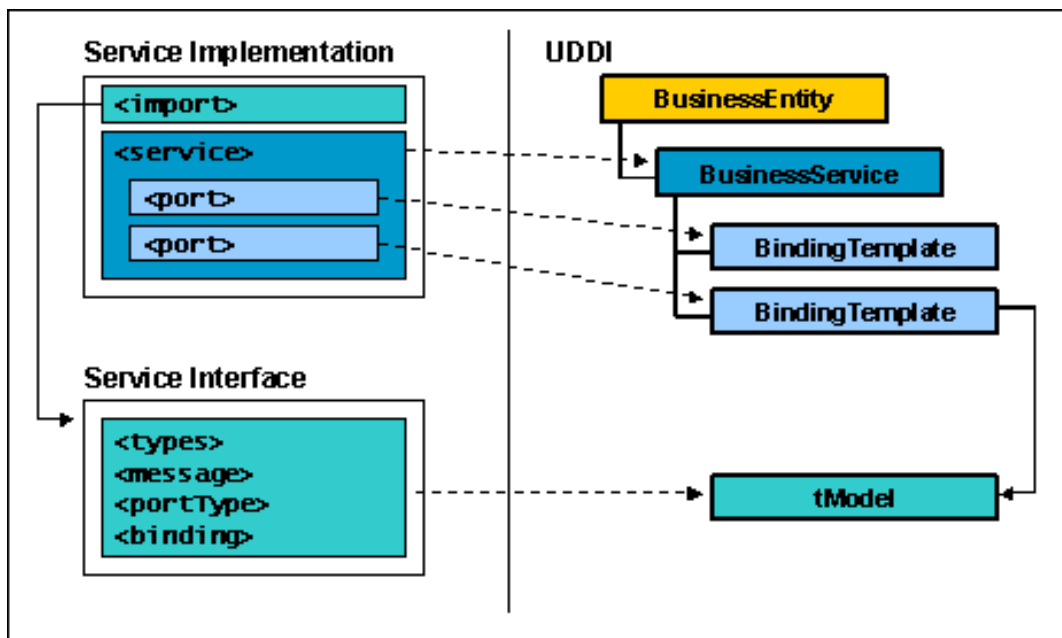 Service Implementation
<import>
<service>
<port>
<port>
Service Interface
<types>
<message>
<portType>
<binding>
UDDI
BusinessEntity
BusinessService
BindingTemplate
BindingTemplate
tModel